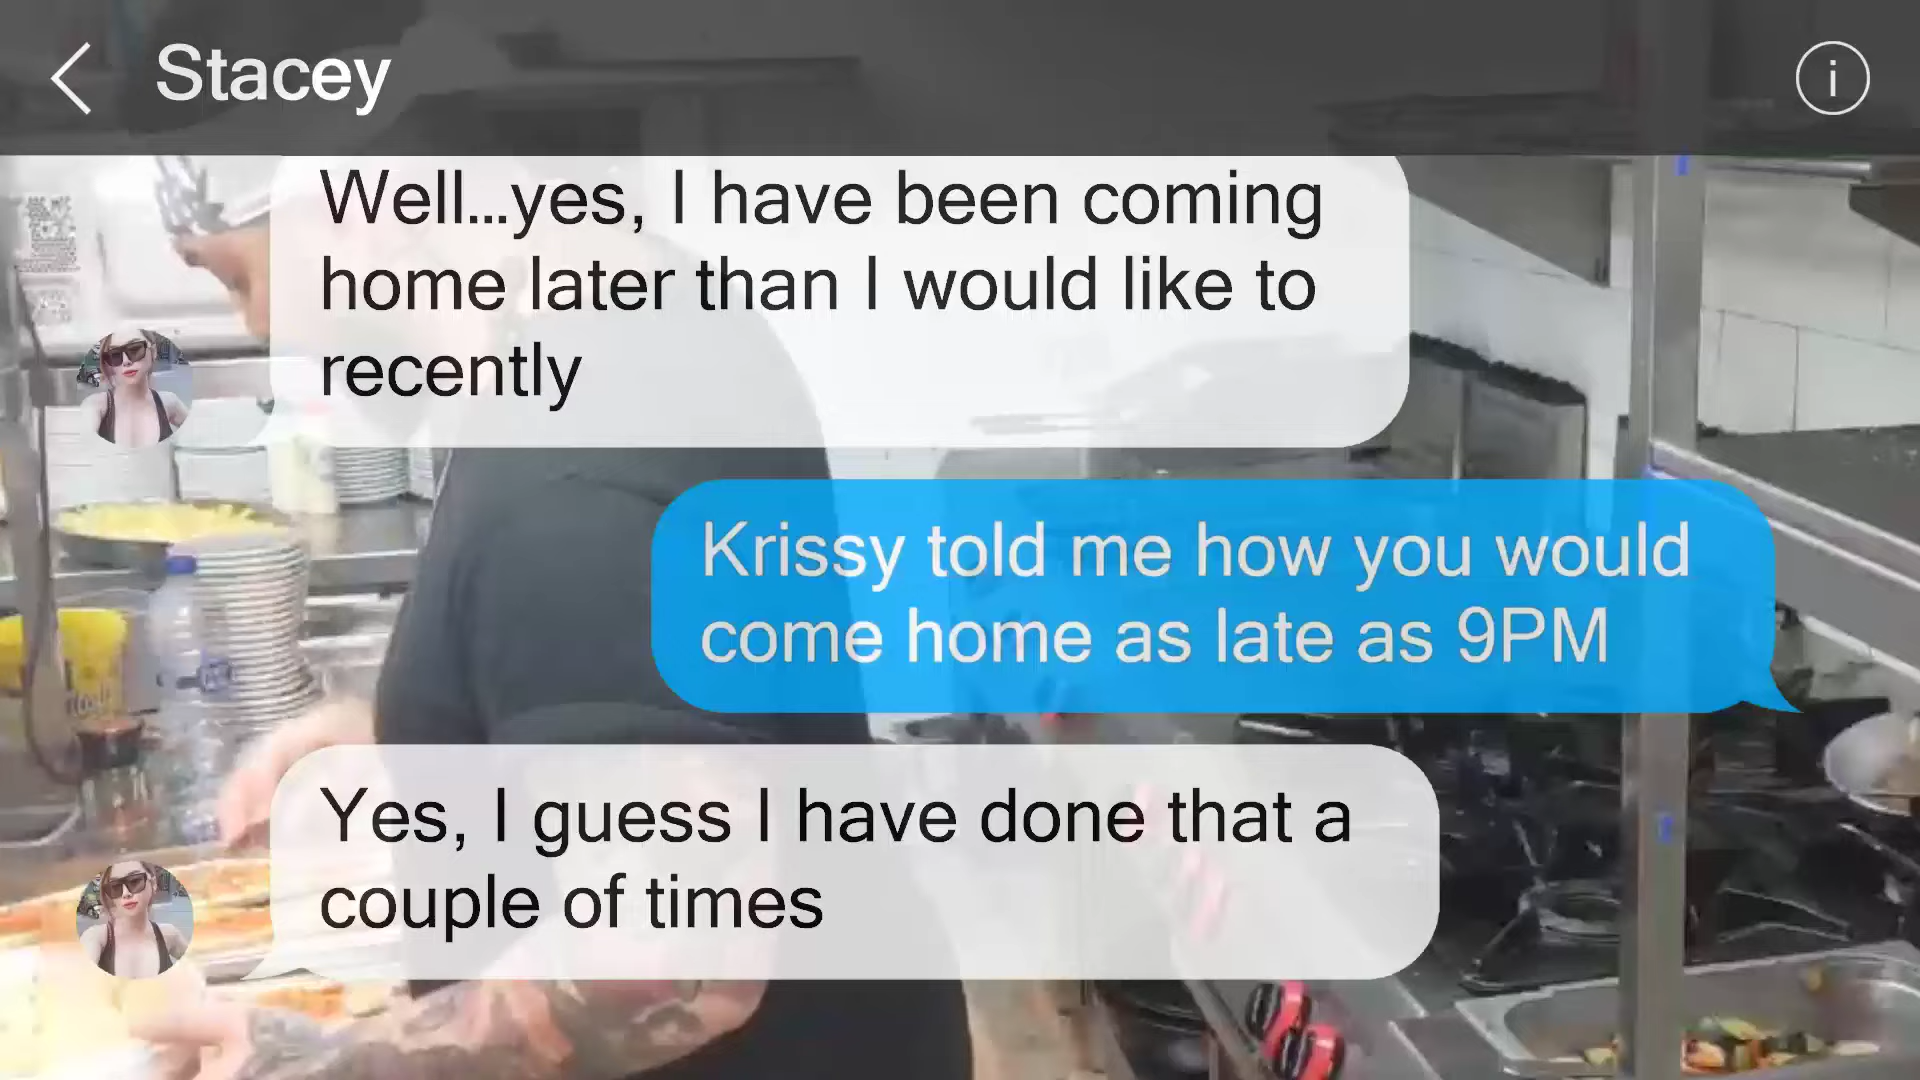 Stacey
Well...yes, I have been coming
home later than I would like to
recently
Krissy told me how you would
come home as late as 9PM
Yes, I guess I have done that a
couple of times